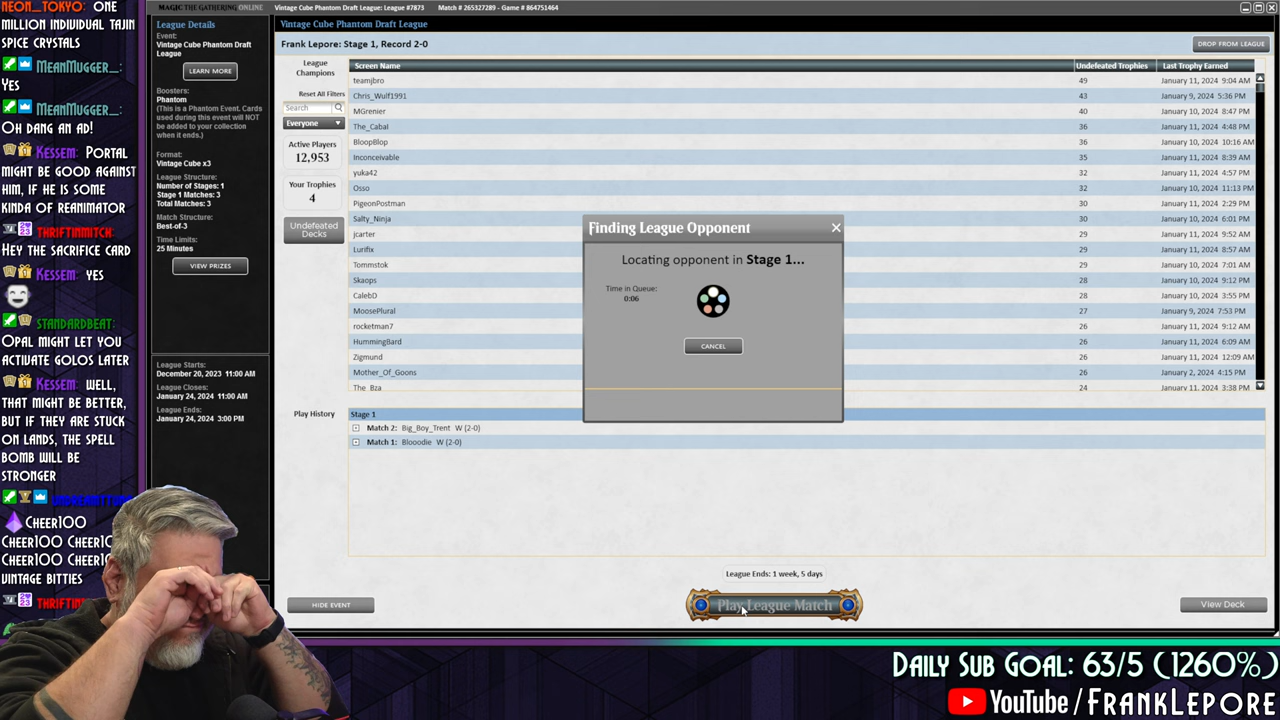 NEON_TOKYO: ONE
MILLION INDIVIDUAL TAJIN
SPICE CRYSTALS
MEANMUGGER_:
YES
MEANMUGGER_:
OH DANG AN AD!
KESSEM: PORTAL
MIGHT BE GOOD AGAINST
HIM, IF HE IS SOME
KINDA OF REANIMATOR
THRIFTINMITCH:
HEY THE SACRIFICE CARD
KESSEM: YES
STANDARDBEAT:
OPAL MIGHT LET YOU
ACTIVATE GOLOS LATER
KESSEM: WELL,
THAT MIGHT BE BETTER,
BUT IF THEY ARE STUCK
ON LANDS, THE SPELL
BOMB WILL BE
STRONGER
CHEER100
CHEER100 CHEER100
CHEER100 CHEER
VINTAGE BITTIES
MAGIC THE GATHERING ONLINE
Vintage Cube Phantom Draft League: League #7873
Match # 265327289 - Game # 864751464
League Details
Event:
Vintage Cube Phantom Draft
League
LEARN MORE
Boosters:
Phantom
(This is a Phantom Event. Cards
used during this event will NOT
be added to your collection
when it ends.)
Format:
Vintage Cube x3
League Structure:
Number of Stages: 1
Stage 1 Matches: 3
Total Matches: 3
Match Structure:
Best-of-3
Time Limits:
25 Minutes
VIEW PRIZES
League Starts:
December 20, 2023 11:00 AM
League Closes:
January 24, 2024 11:00 AM
League Ends:
January 24, 2024 3:00 PM
Vintage Cube Phantom Draft League
Frank Lepore: Stage 1, Record 2-0
DROP FROM LEAGUE
League
Champions
Reset All Filters
Search
Everyone
Active Players
12,953
Your Trophies
4
Undefeated
Decks
Screen Name Undefeated Trophies Last Trophy Earned
teamjbro 49 January 11, 2024 9:04 AM
Chris_Wulf1991 43 January 9, 2024 5:36 PM
MGrenier 40 January 10, 2024 8:47 PM
The_Cabal 36 January 11, 2024 4:48 PM
BloopBlop 36 January 10, 2024 10:16 AM
Inconceivable 35 January 11, 2024 8:39 AM
yuka42 32 January 11, 2024 4:57 PM
Osso 32 January 10, 2024 11:13 PM
PigeonPostman 30 January 11, 2024 2:29 PM
Salty_Ninja 30 January 10, 2024 6:01 PM
jcarter 29 January 11, 2024 9:52 AM
Lurifix 29 January 11, 2024 8:57 AM
Tommstok 29 January 10, 2024 7:01 AM
Skaops 28 January 10, 2024 9:12 PM
CalebD 28 January 10, 2024 3:55 PM
MoosePlural 27 January 9, 2024 7:53 PM
rocketman7 26 January 11, 2024 9:12 AM
HummingBard 26 January 11, 2024 6:09 AM
Zigmund 26 January 11, 2024 12:09 AM
Mother_Of_Goons 26 January 2, 2024 4:15 PM
The_Bza 24 January 11, 2024 3:38 PM
Finding League Opponent
Locating opponent in Stage 1...
Time in Queue:
0:06
CANCEL
Play History
Stage 1
Match 2: Big_Boy_Trent W (2-0)
Match 1: Blooodie W (2-0)
League Ends: 1 week, 5 days
HIDE EVENT
Play League Match
View Deck
DAILY SUB GOAL: 63/5 (1260%)
YOUTUBE/FRANKLEPORE